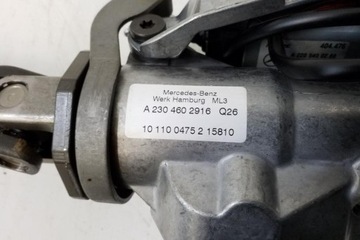 Mercedes-Benz
Werk Hamburg ML3
A 230 460 2916 Q26
10 110 0475 2 15810